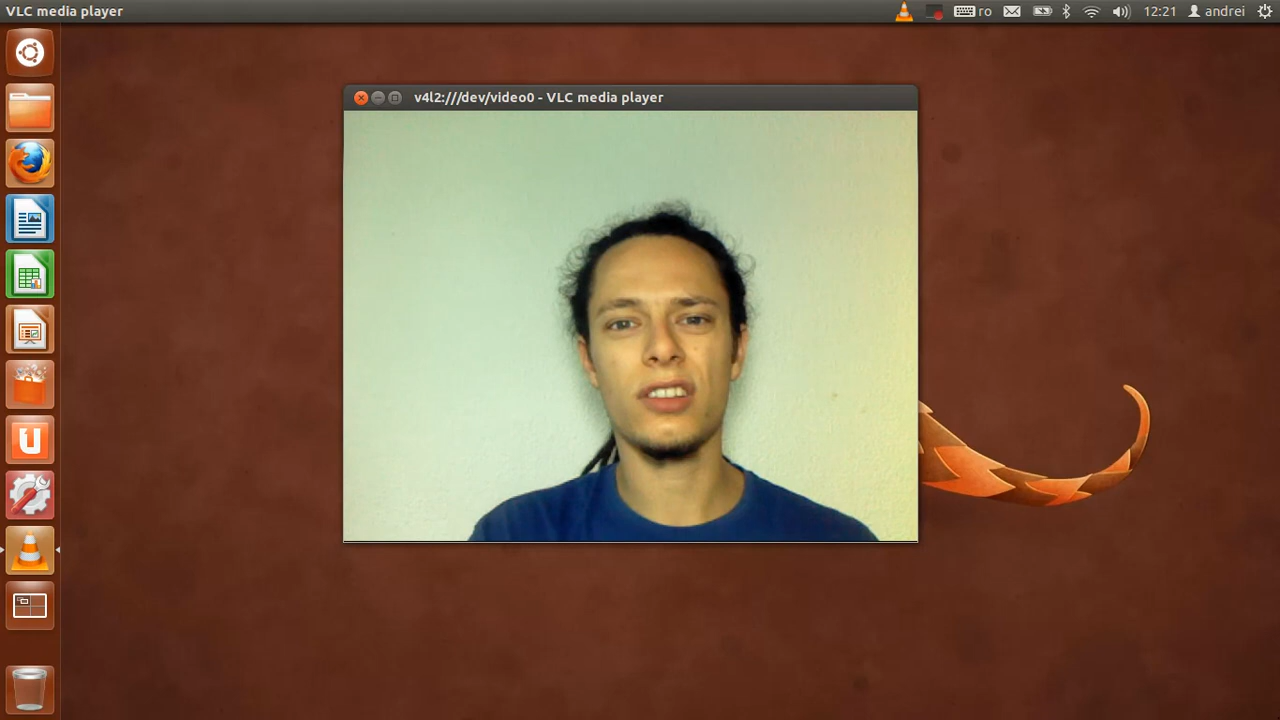 VLC media player
ro
12:21
andrei
v4l2:///dev/video0 - VLC media player